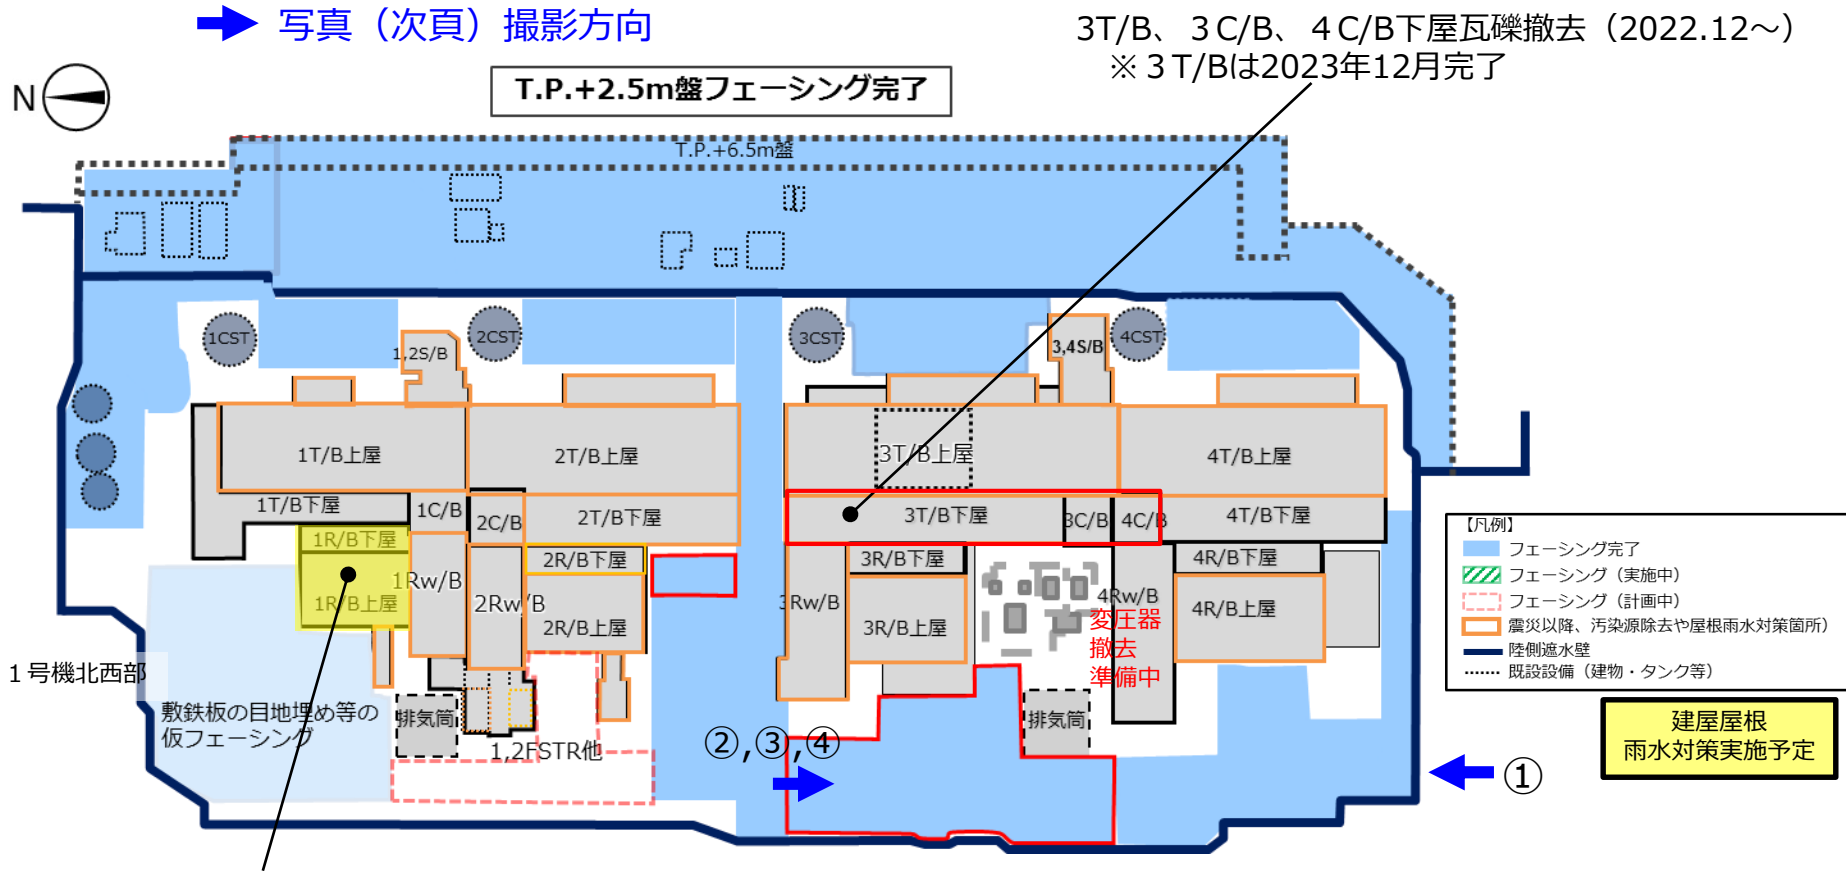 写真（次頁）撮影方向
3T/B、３C/B、４C/B下屋瓦礫撤去（2022.12～）
※３T/Bは2023年12月完了
N
T.P.+2.5m盤フェーシング完了
T.P.+6.5m盤
1CST
1,2S/B
2CST
3CST
3,4S/B
4CST
1T/B上屋
2T/B上屋
3T/B上屋
4T/B上屋
1T/B下屋
1C/B
2C/B
2T/B下屋
3T/B下屋
3C/B
4C/B
4T/B下屋
1R/B下屋
2R/B下屋
3R/B下屋
4R/B下屋
1Rw/B
2Rw/B
3Rw/B
4Rw/B
1R/B上屋
2R/B上屋
3R/B上屋
4R/B上屋
変圧器
撤去
準備中
１号機北西部
敷鉄板の目地埋め等の
仮フェーシング
排気筒
1,2FSTR他
排気筒
②,③,④
①
【凡例】
フェーシング完了
フェーシング（実施中）
フェーシング（計画中）
震災以降、汚染源除去や屋根雨水対策箇所）
陸側遮水壁
既設設備（建物・タンク等）
建屋屋根
雨水対策実施予定